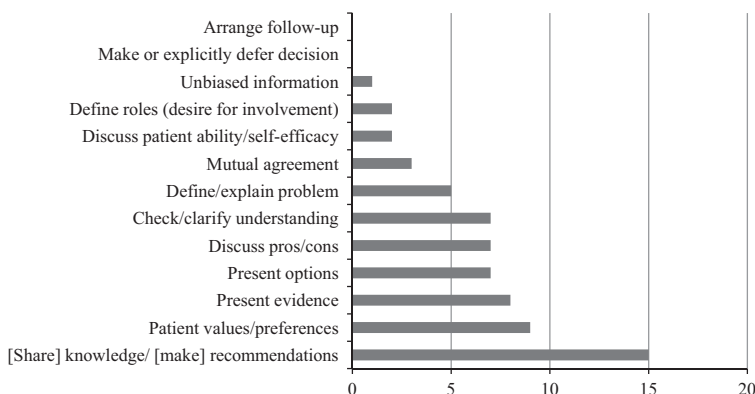 Arrange follow-up
Make or explicitly defer decision
Unbiased information
Define roles (desire for involvement)
Discuss patient ability/self-efficacy
Mutual agreement
Define/explain problem
Check/clarify understanding
Discuss pros/cons
Present options
Present evidence
Patient values/preferences
[Share] knowledge/ [make] recommendations
0 5 10 15 20